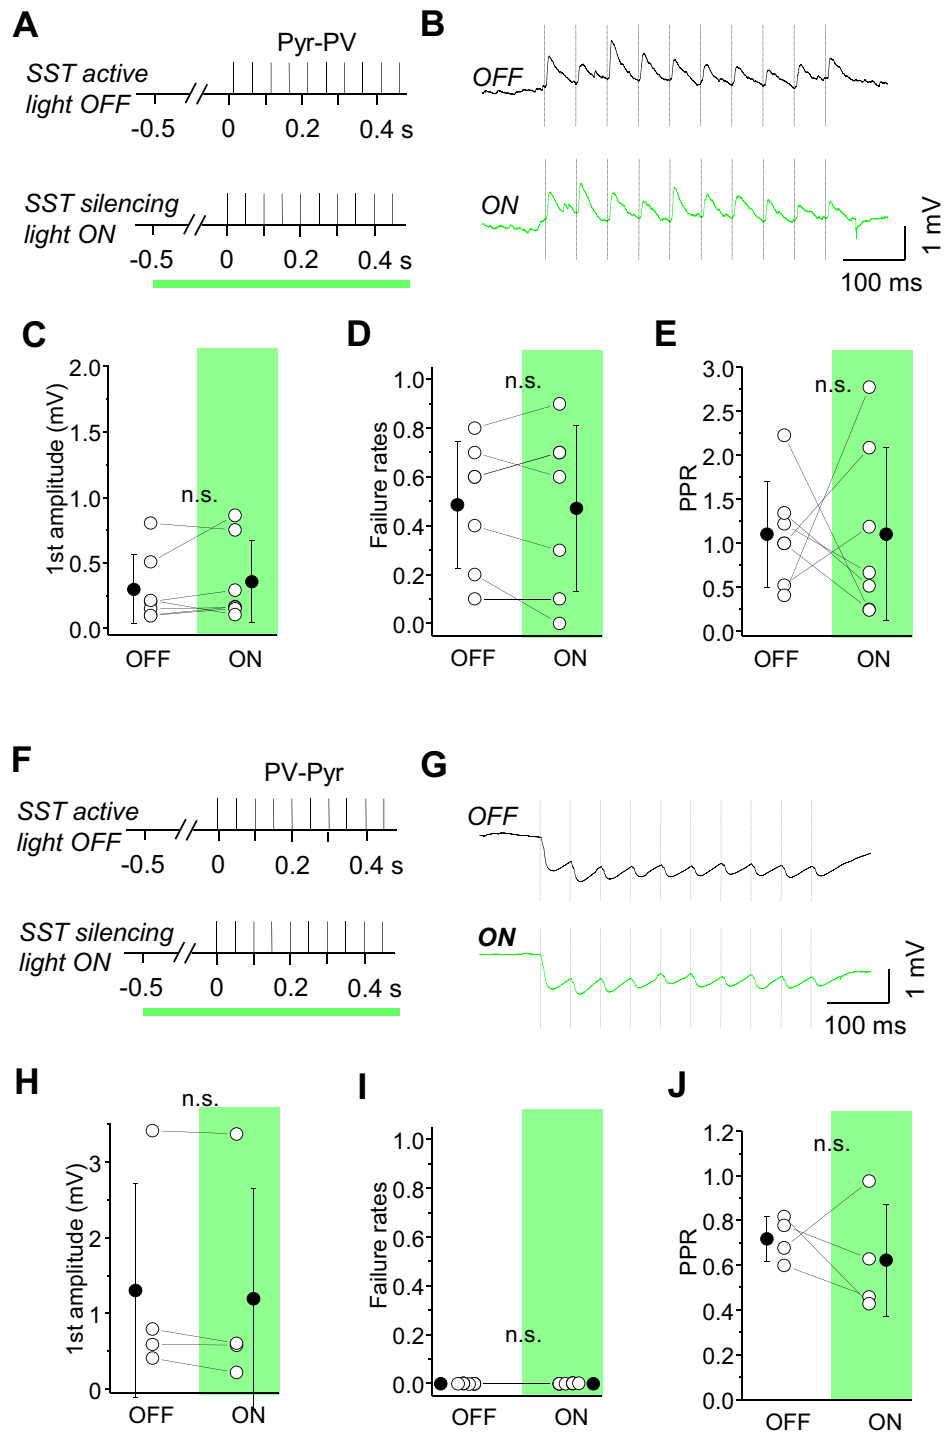 A
Pyr-PV
SST active
light OFF
-0.5
0
0.2
0.4 s
SST silencing
light ON
-0.5
0
0.2
0.4 s
B
OFF
ON
1 mV
100 ms
C
1st amplitude (mV)
2.0
1.5
1.0
0.5
0.0
n.s.
OFF
ON
D
Failure rates
1.0
0.8
0.6
0.4
0.2
0.0
n.s.
OFF
ON
E
PPR
3.0
2.5
2.0
1.5
1.0
0.5
0.0
n.s.
OFF
ON
F
PV-Pyr
SST active
light OFF
-0.5
0
0.2
0.4
SST silencing
light ON
-0.5
0
0.2
0.4 s
G
OFF
ON
1 mV
100 ms
H
1st amplitude (mV)
3
2
1
0
n.s.
OFF
ON
I
Failure rates
1.0
0.8
0.6
0.4
0.2
0.0
n.s.
OFF
ON
J
PPR
1.2
1.0
0.8
0.6
0.4
0.2
0.0
n.s.
OFF
ON